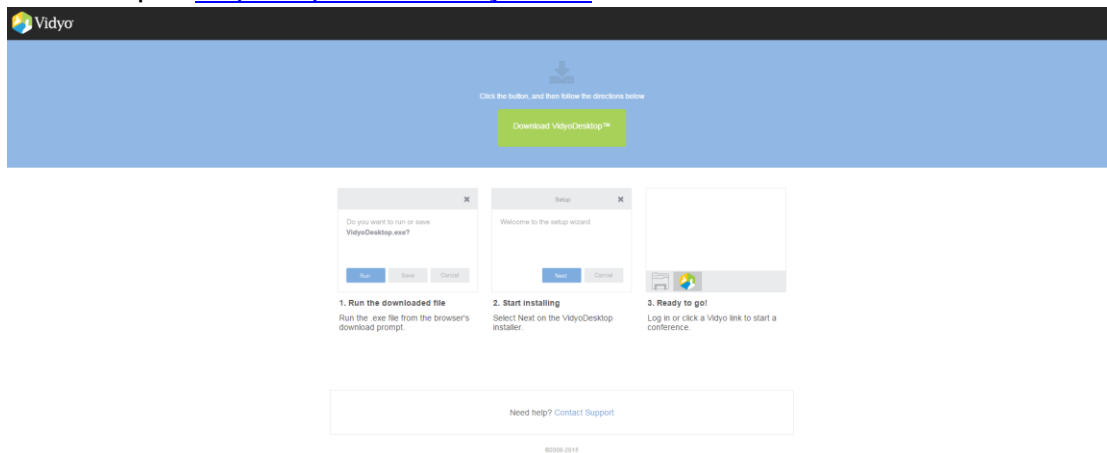 Vidyo
Click the button, and then follow the directions below
Download VidyoDesktop™
Do you want to run or save
VidyoDesktop.exe?
Run Save Cancel
Setup
Welcome to the setup wizard
Next Cancel
1. Run the downloaded file
Run the .exe file from the browser's
download prompt.
2. Start installing
Select Next on the VidyoDesktop
installer.
3. Ready to go!
Log in or click a Vidyo link to start a
conference.
Need help? Contact Support